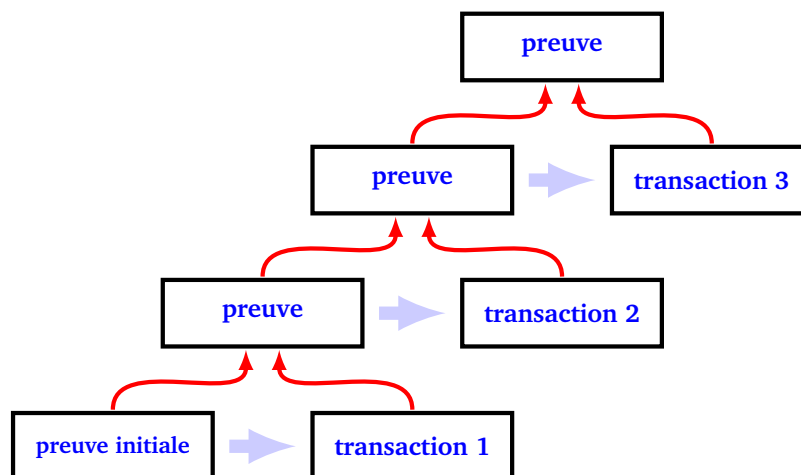 preuve
preuve
transaction 3
preuve
transaction 2
preuve initiale
transaction 1